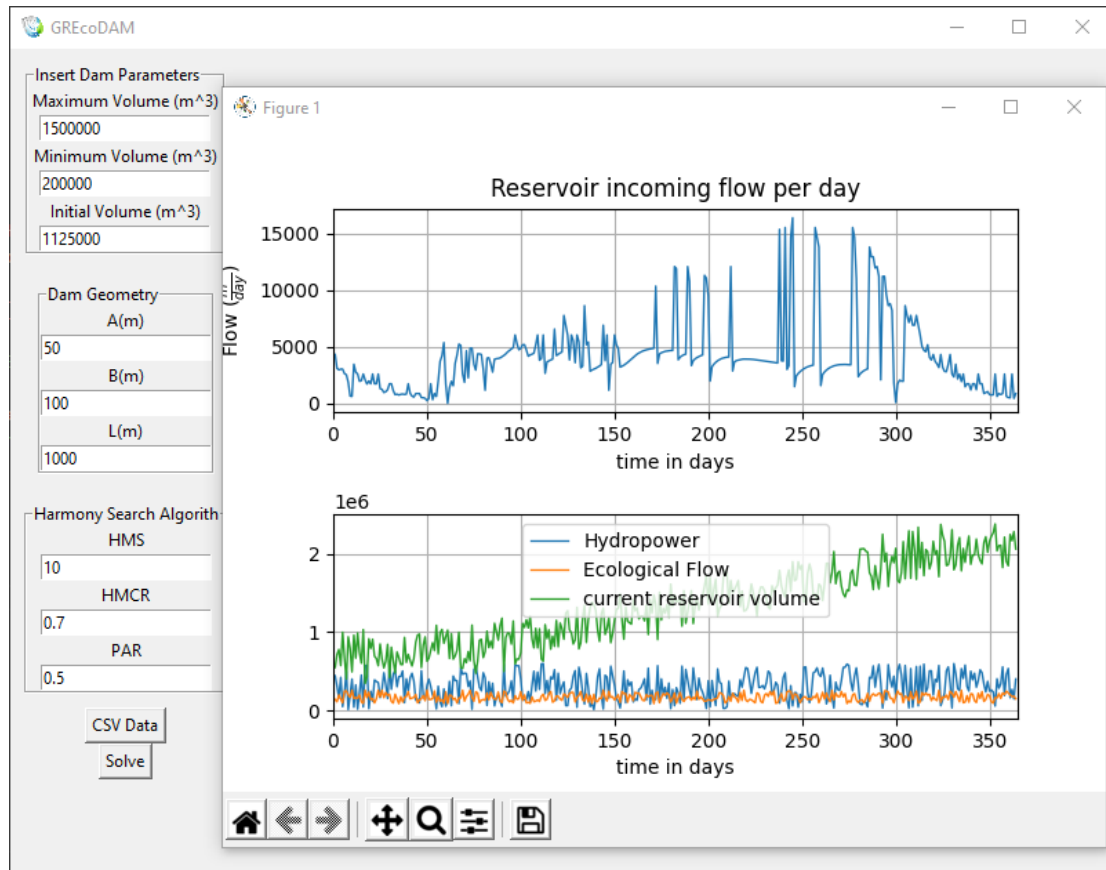 GREcoDAM
Insert Dam Parameters
Maximum Volume (m^3)
1500000
Minimum Volume (m^3)
200000
Initial Volume (m^3)
1125000
Dam Geometry
A(m)
50
B(m)
100
L(m)
1000
Harmony Search Algorith
HMS
10
HMCR
0.7
PAR
0.5
CSV Data
Solve
Figure 1
Reservoir incoming flow per day
15000
10000
5000
0
Flow (
day
)
0 50 100 150 200 250 300 350
time in days
1e6
2
1
0
Hydropower
Ecological Flow
current reservoir volume
0 50 100 150 200 250 300 350
time in days